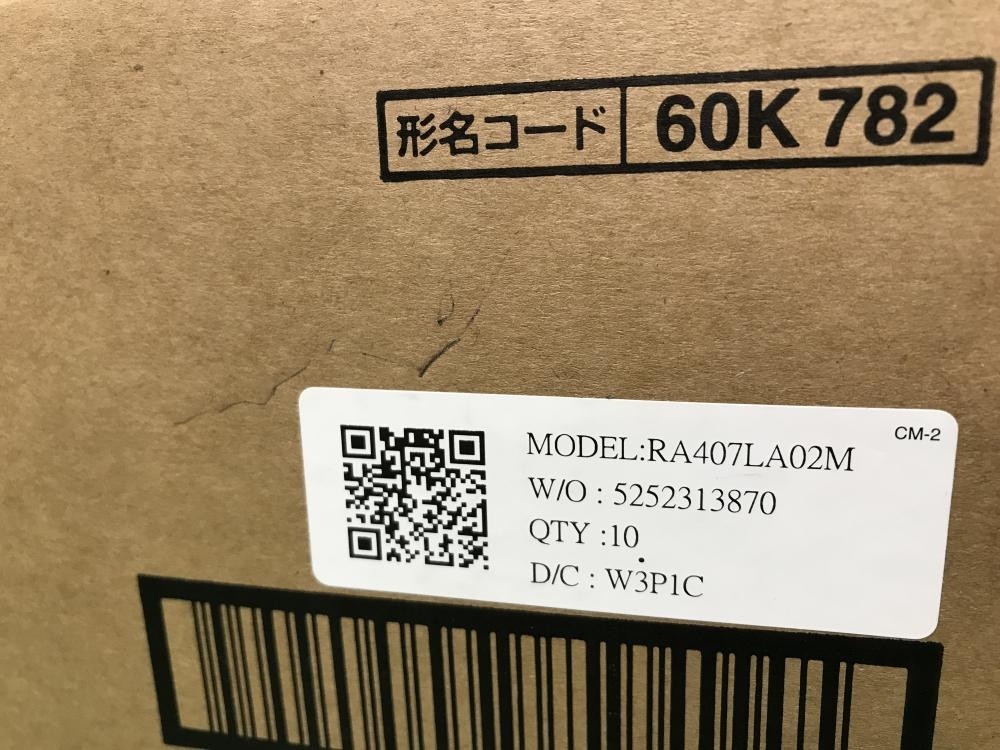 形名コード 60K 782
CM-2
MODEL:RA407LA02M
W/O : 5252313870
QTY :10
D/C : W3P1C